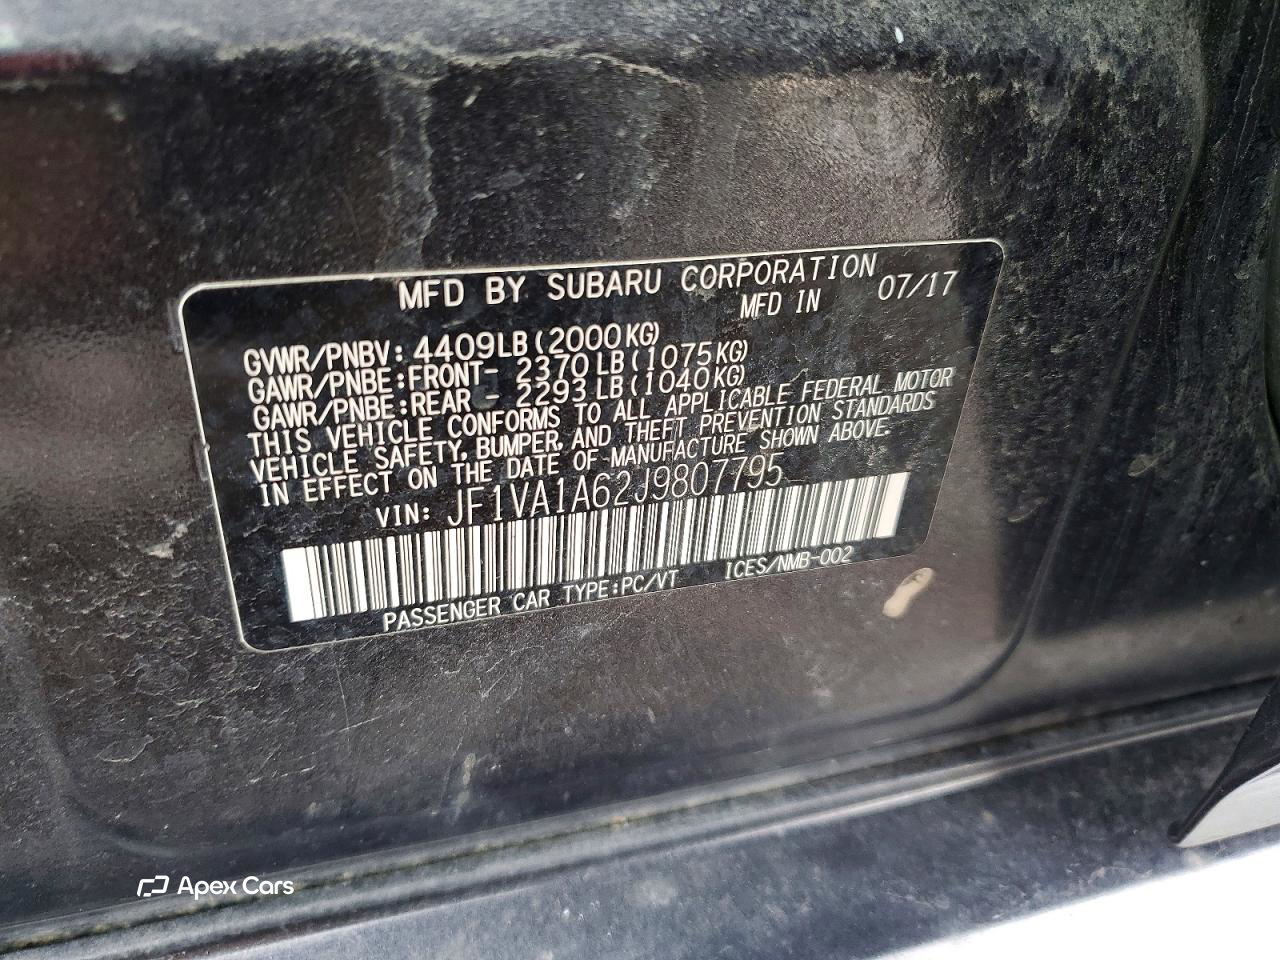 MFD BY SUBARU CORPORATION
MFD IN 07/17
GVWR/PNBV: 4409LB(2000KG)
GAWR/PNBE:FRONT- 2370LB(1075KG)
GAWR/PNBE:REAR - 2293LB(1040KG)
THIS VEHICLE CONFORMS TO ALL APPLICABLE FEDERAL MOTOR
VEHICLE SAFETY, BUMPER, AND THEFT PREVENTION STANDARDS
IN EFFECT ON THE DATE OF MANUFACTURE SHOWN ABOVE.
VIN: JF1VA1A62J9807795
PASSENGER CAR TYPE:PC/VT ICES/NMB-002
Apex Cars